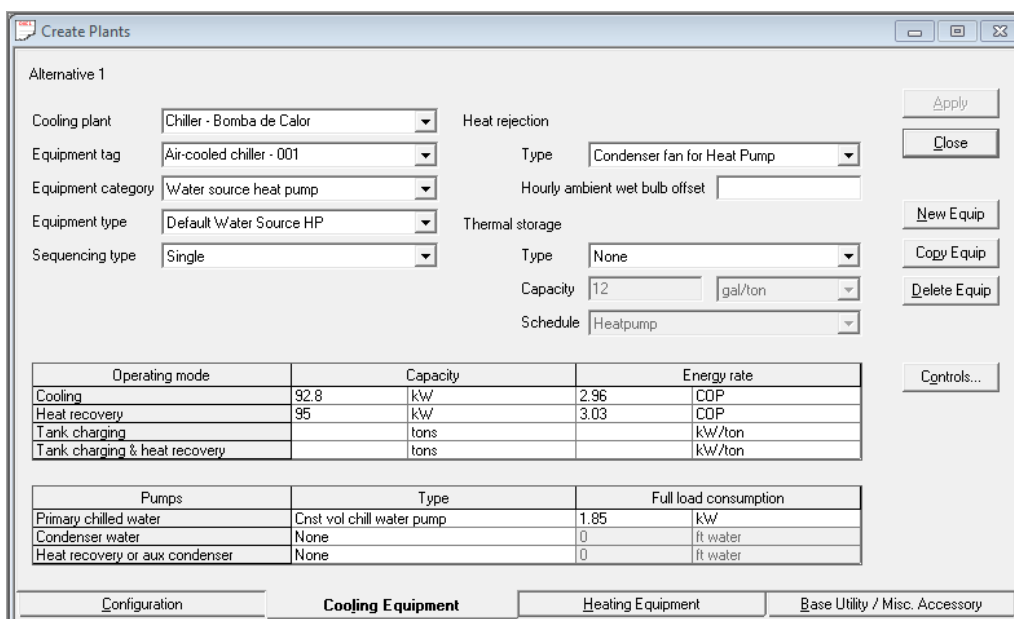 Create Plants
Alternative 1
Apply
Cooling plant Chiller - Bomba de Calor Heat rejection
Close
Equipment tag Air-cooled chiller - 001 Type Condenser fan for Heat Pump
Equipment category Water source heat pump Hourly ambient wet bulb offset
Equipment type Default Water Source HP Thermal storage New Equip
Sequencing type Single Type None Copy Equip
Capacity 12 gal/ton Delete Equip
Schedule Heatpump
Operating mode Capacity Energy rate Controls...
Cooling 92.8 kW 2.96 COP
Heat recovery 95 kW 3.03 COP
Tank charging tons kW/ton
Tank charging & heat recovery tons kW/ton
Pumps Type Full load consumption
Primary chilled water Cnst vol chill water pump 1.85 kW
Condenser water None 0 ft water
Heat recovery or aux condenser None 0 ft water
Configuration Cooling Equipment Heating Equipment Base Utility / Misc. Accessory